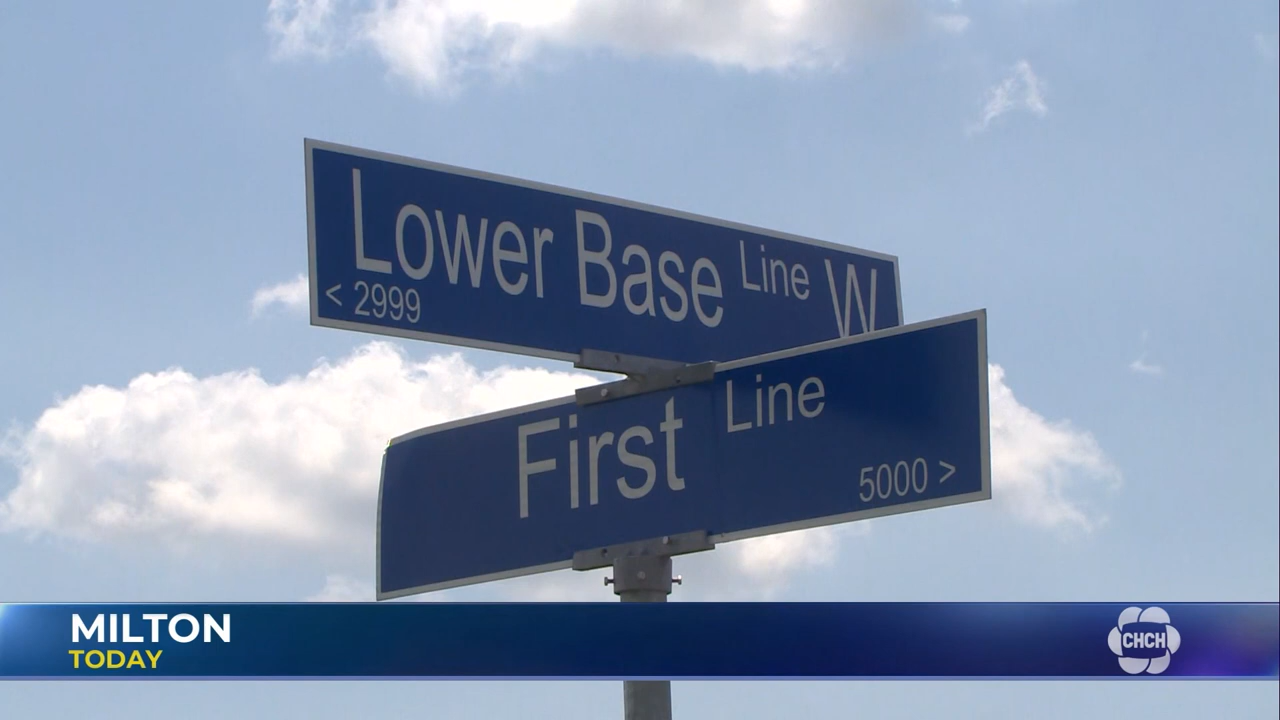 Lower Base Line W
< 2999
First Line
5000 >
MILTON
TODAY
CHCH